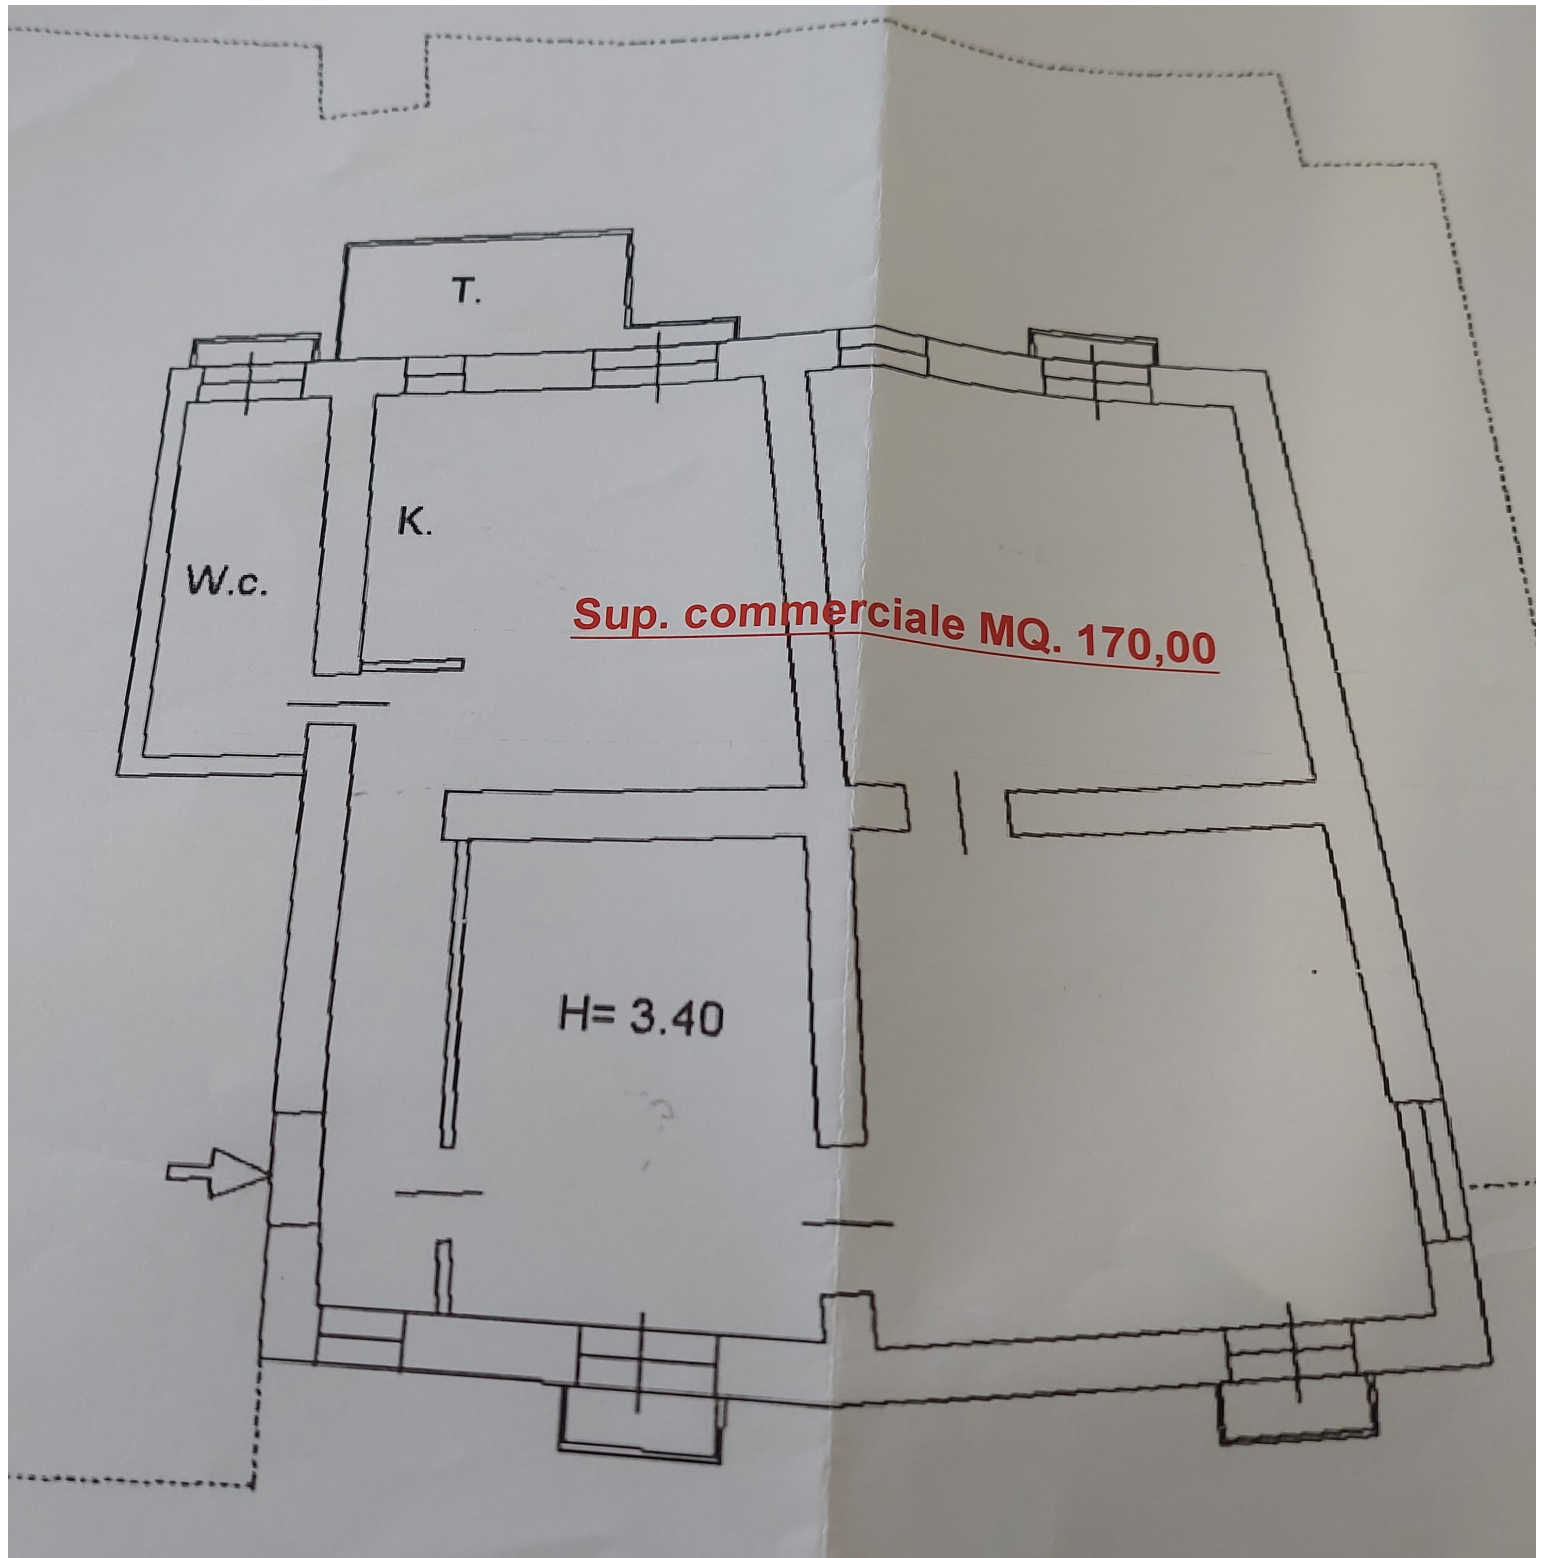 T.
K.
W.c.
Sup. commerciale MQ. 170,00
H= 3.40